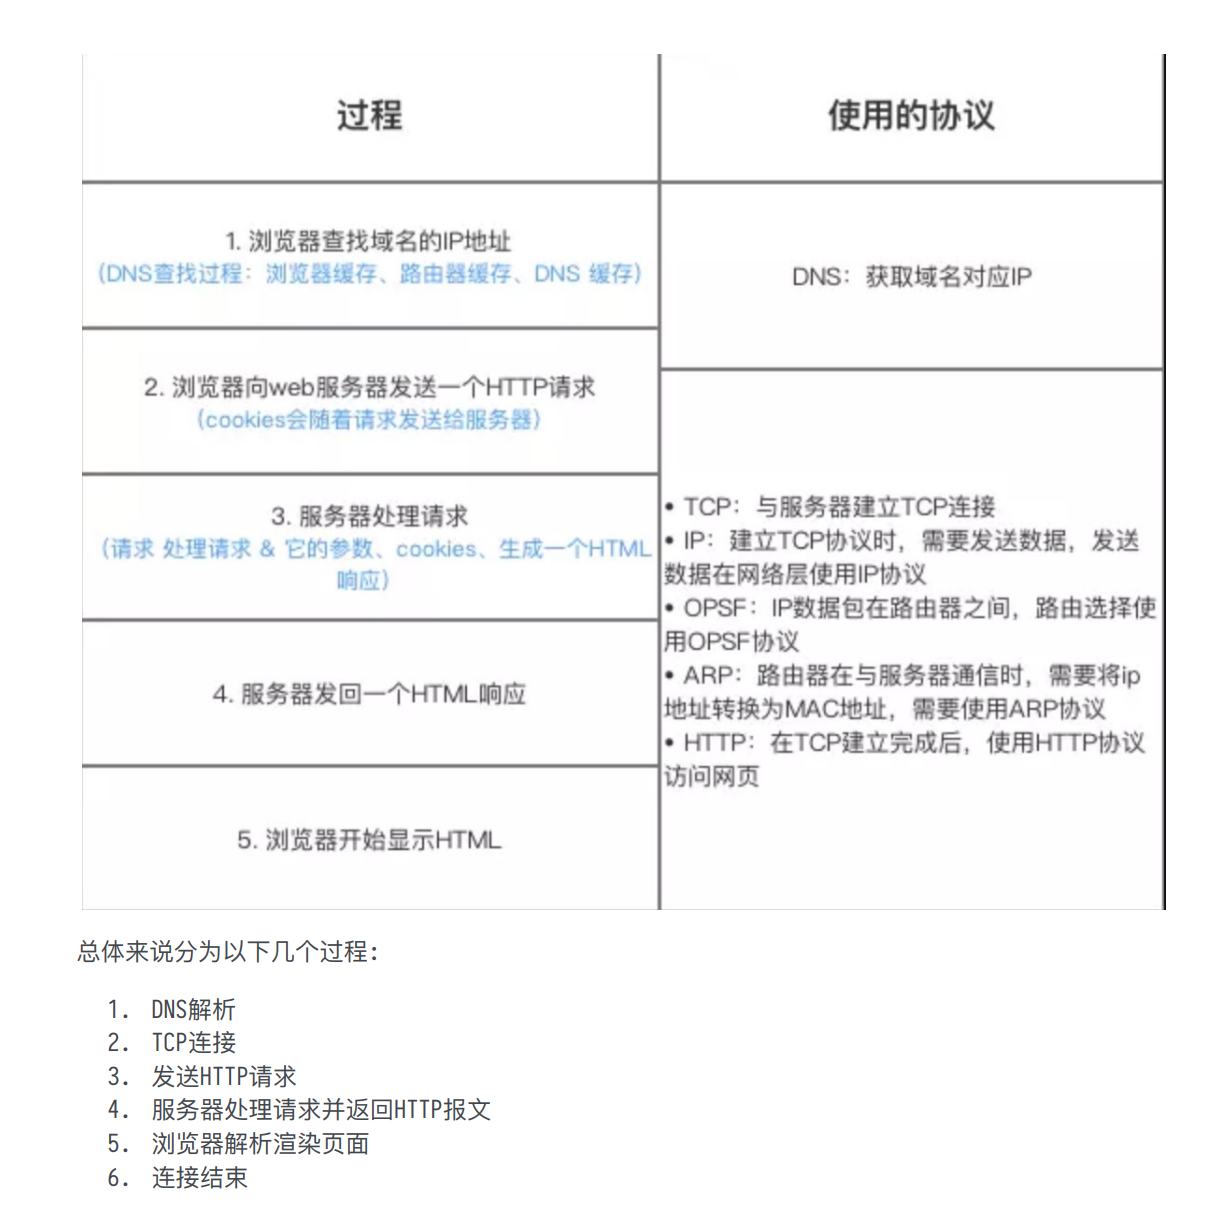 过程
使用的协议
1. 浏览器查找域名的IP地址
（DNS查找过程：浏览器缓存、路由器缓存、DNS 缓存）
DNS：获取域名对应IP
2. 浏览器向web服务器发送一个HTTP请求
（cookies会随着请求发送给服务器）
3. 服务器处理请求
（请求 处理请求 & 它的参数、cookies、生成一个HTML
响应）
4. 服务器发回一个HTML响应
5. 浏览器开始显示HTML
• TCP：与服务器建立TCP连接
• IP：建立TCP协议时，需要发送数据，发送
数据在网络层使用IP协议
• OPSF：IP数据包在路由器之间，路由选择使
用OPSF协议
• ARP：路由器在与服务器通信时，需要将ip
地址转换为MAC地址，需要使用ARP协议
• HTTP：在TCP建立完成后，使用HTTP协议
访问网页
总体来说分为以下几个过程:
1. DNS解析
2. TCP连接
3. 发送HTTP请求
4. 服务器处理请求并返回HTTP报文
5. 浏览器解析渲染页面
6. 连接结束